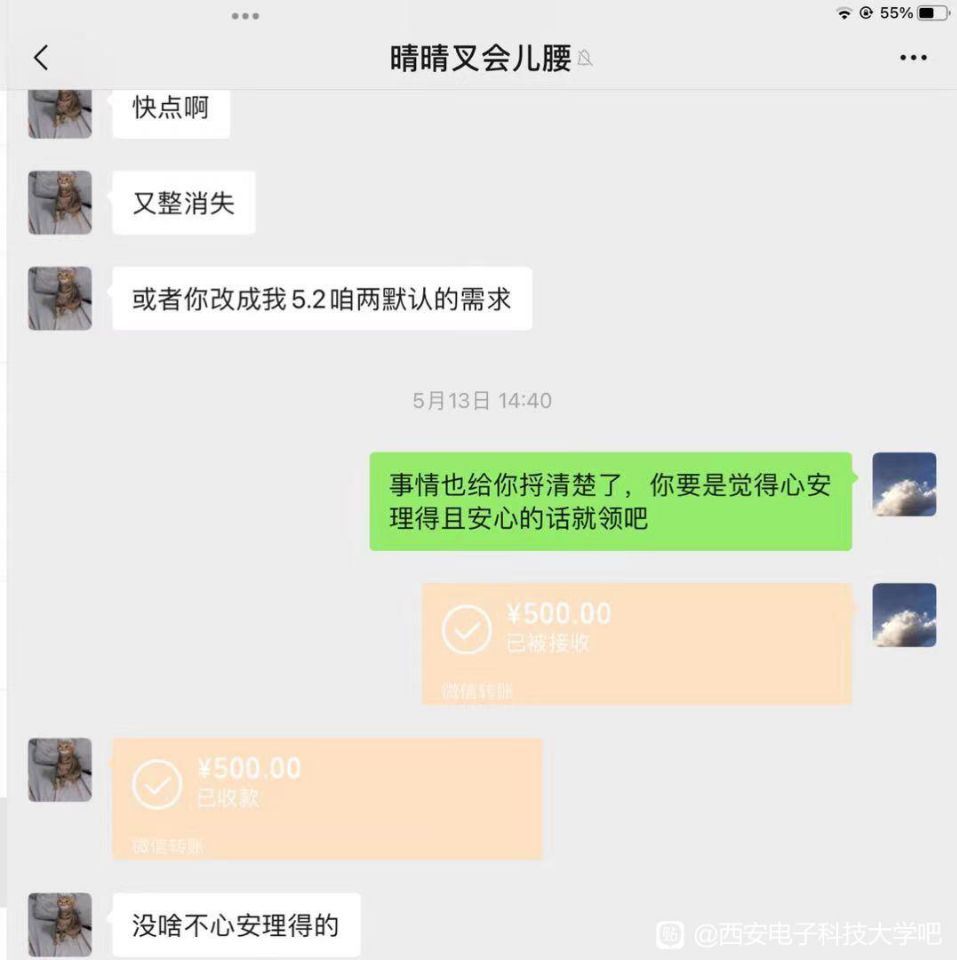 55%
晴晴叉会儿腰
快点啊
又整消失
或者你改成我5.2咱两默认的需求
5月13日 14:40
事情也给你捋清楚了，你要是觉得心安
理得且安心的话就领吧
¥500.00
已被接收
微信转账
¥500.00
已收款
微信转账
没啥不心安理得的
贴 @西安电子科技大学吧